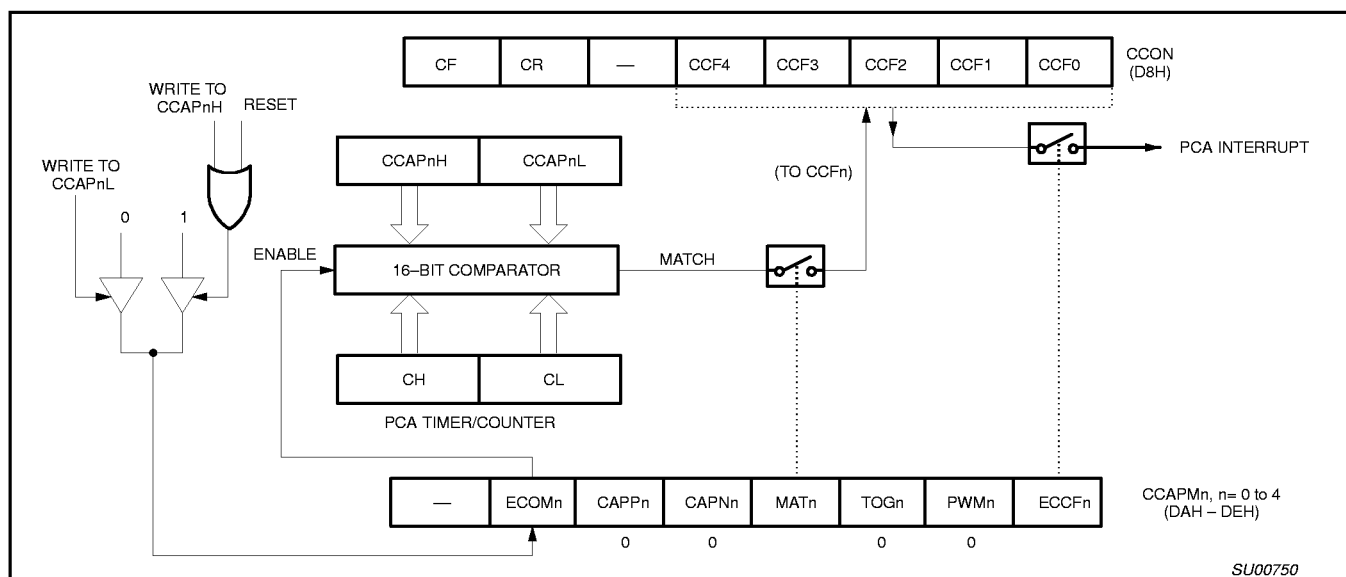 CF CR — CCF4 CCF3 CCF2 CCF1 CCF0
CCON
(D8H)
WRITE TO
CCAPnH
RESET
CCAPnH CCAPnL
PCA INTERRUPT
(TO CCFn)
WRITE TO
CCAPnL
0 1
ENABLE
16–BIT COMPARATOR
MATCH
CH CL
PCA TIMER/COUNTER
— ECOMn CAPPn CAPNn MATn TOGn PWMn ECCFn
CCAPMn, n= 0 to 4
(DAH – DEH)
0 0 0 0
SU00750